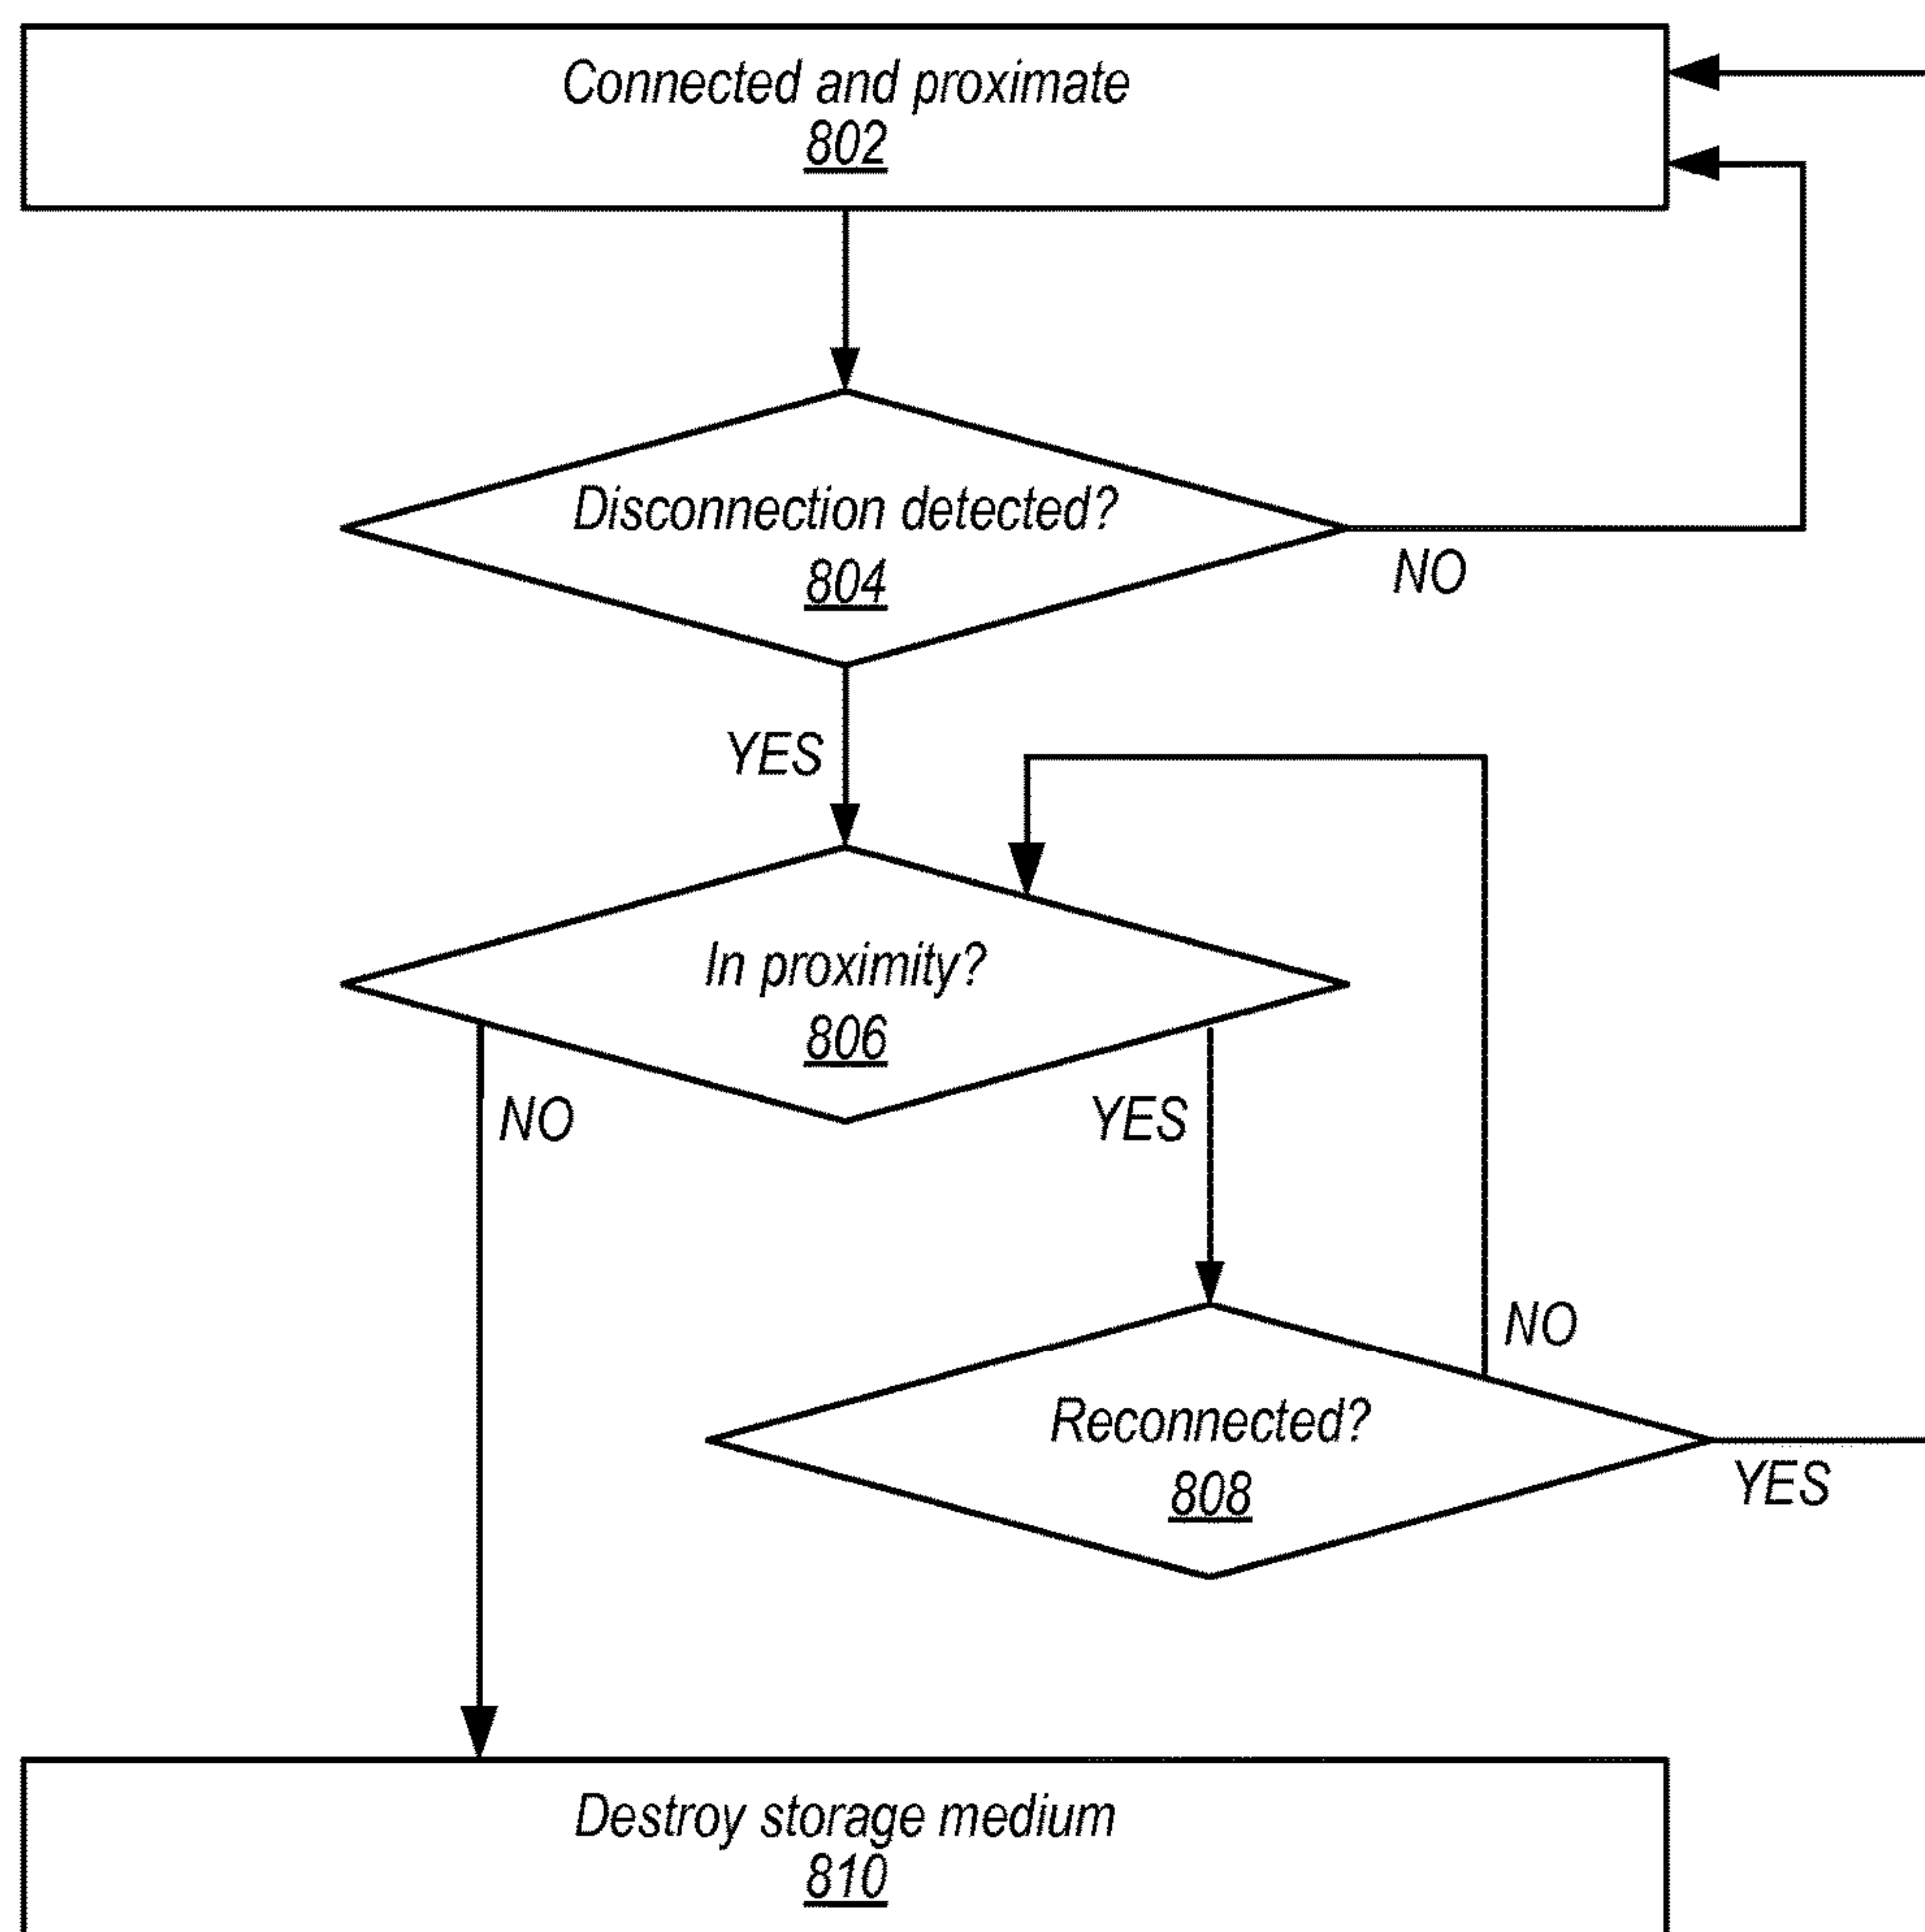 Connected and proximate
802
Disconnection detected?
804
NO
YES
In proximity?
806
NO
YES
NO
Reconnected?
808
YES
Destroy storage medium
810